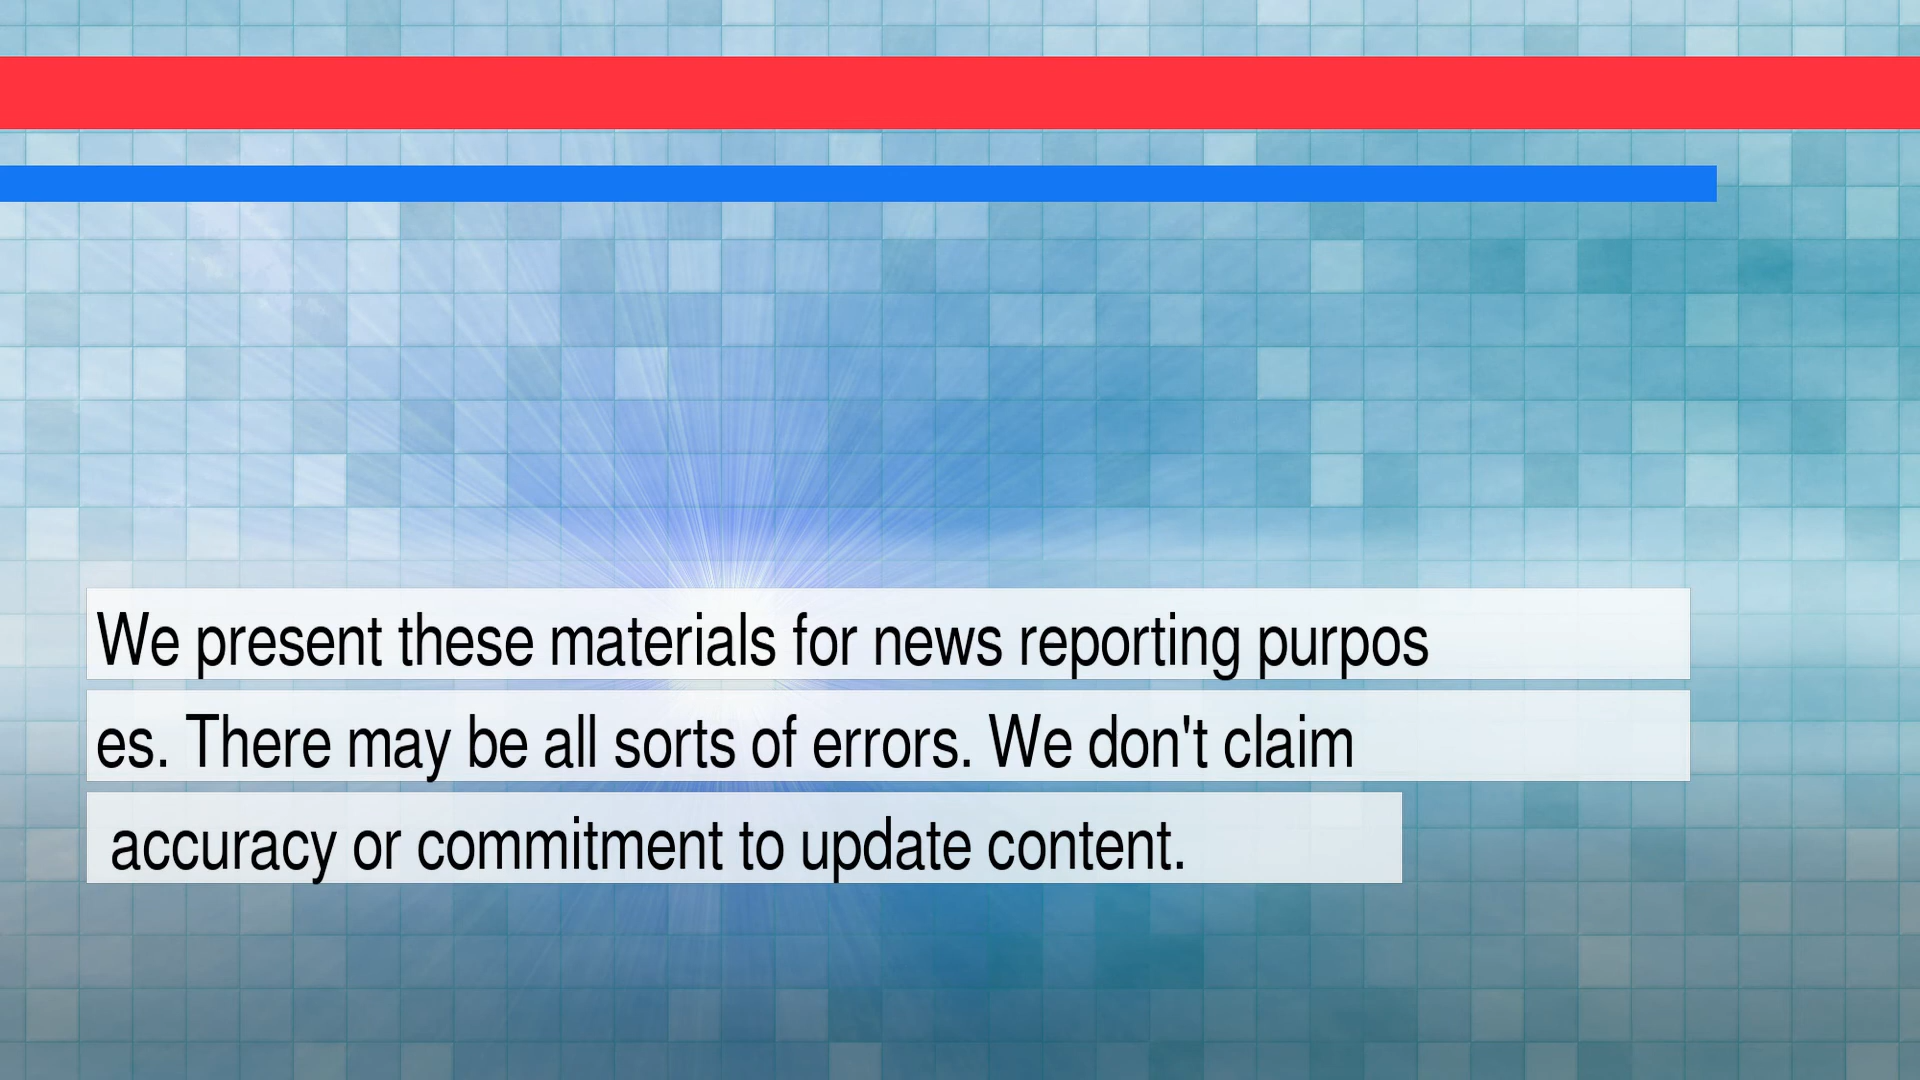 We present these materials for news reporting purpos
es. There may be all sorts of errors. We don't claim
accuracy or commitment to update content.